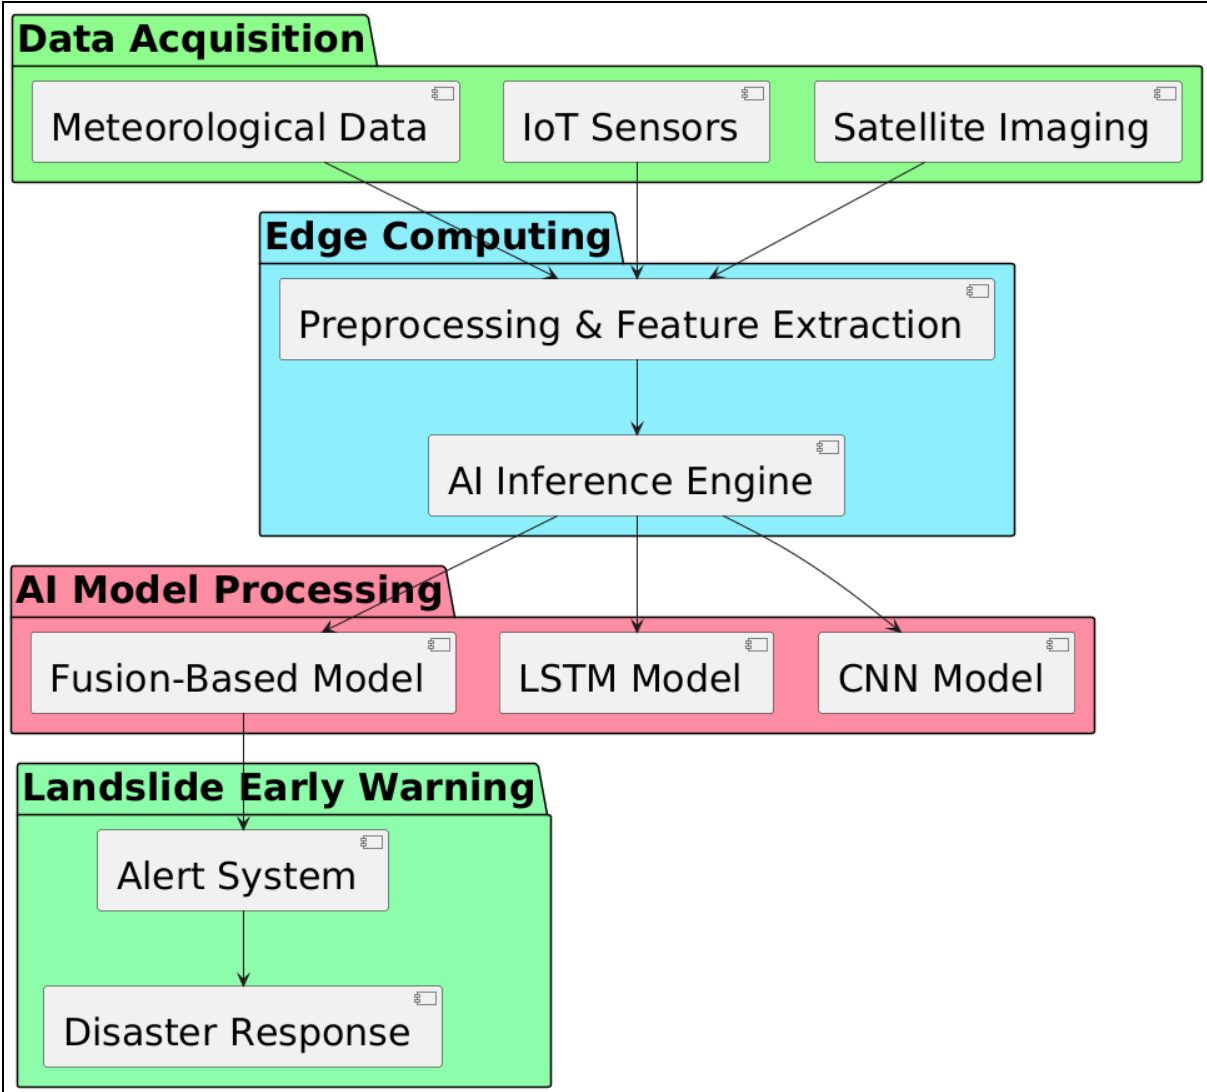 Data Acquisition
Meteorological Data
IoT Sensors
Satellite Imaging
Edge Computing
Preprocessing & Feature Extraction
AI Inference Engine
AI Model Processing
Fusion-Based Model
LSTM Model
CNN Model
Landslide Early Warning
Alert System
Disaster Response